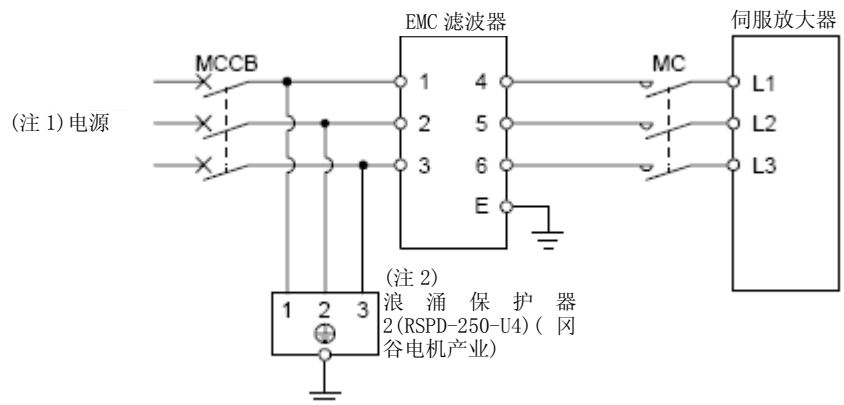 EMC 滤波器
伺服放大器
MCCB
MC
1
4
L1
(注 1)电源
2
5
L2
3
6
L3
E
(注 2)
1 2 3
浪涌保护器
2(RSPD-250-U4)(冈
谷电机产业)